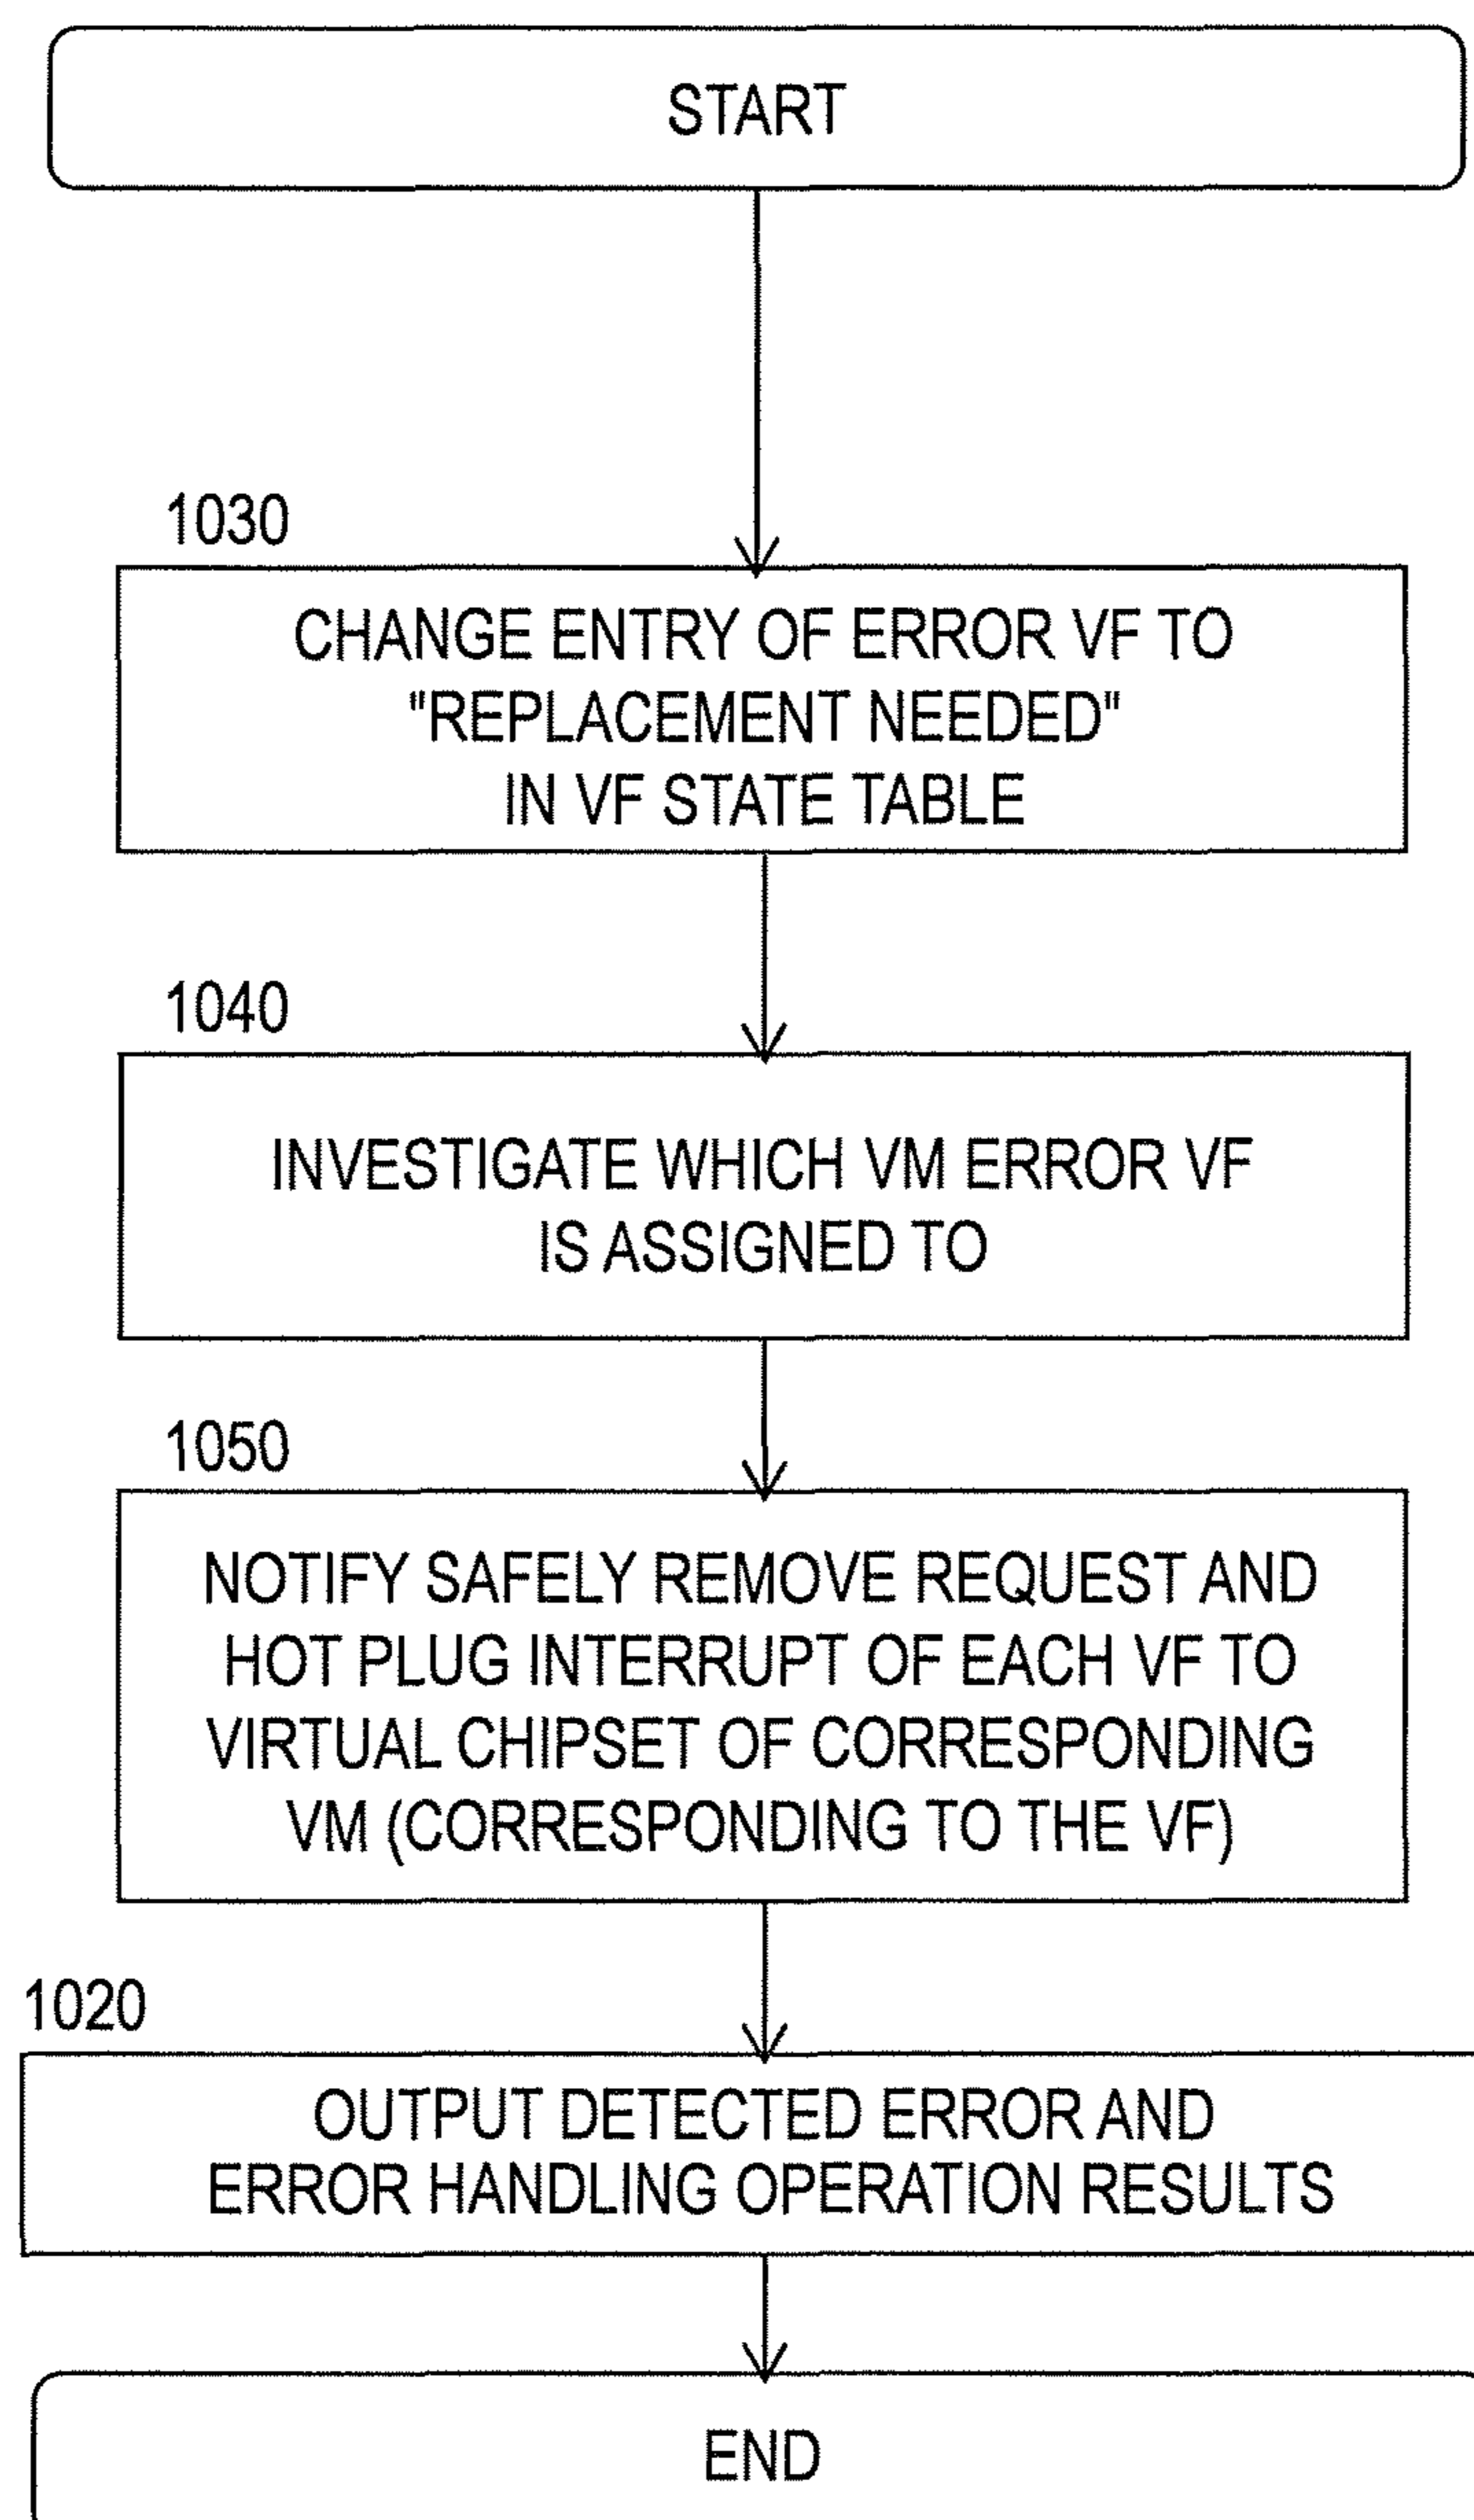 START
1030
CHANGE ENTRY OF ERROR VF TO
"REPLACEMENT NEEDED"
IN VF STATE TABLE
1040
INVESTIGATE WHICH VM ERROR VF
IS ASSIGNED TO
1050
NOTIFY SAFELY REMOVE REQUEST AND
HOT PLUG INTERRUPT OF EACH VF TO
VIRTUAL CHIPSET OF CORRESPONDING
VM (CORRESPONDING TO THE VF)
1020
OUTPUT DETECTED ERROR AND
ERROR HANDLING OPERATION RESULTS
END